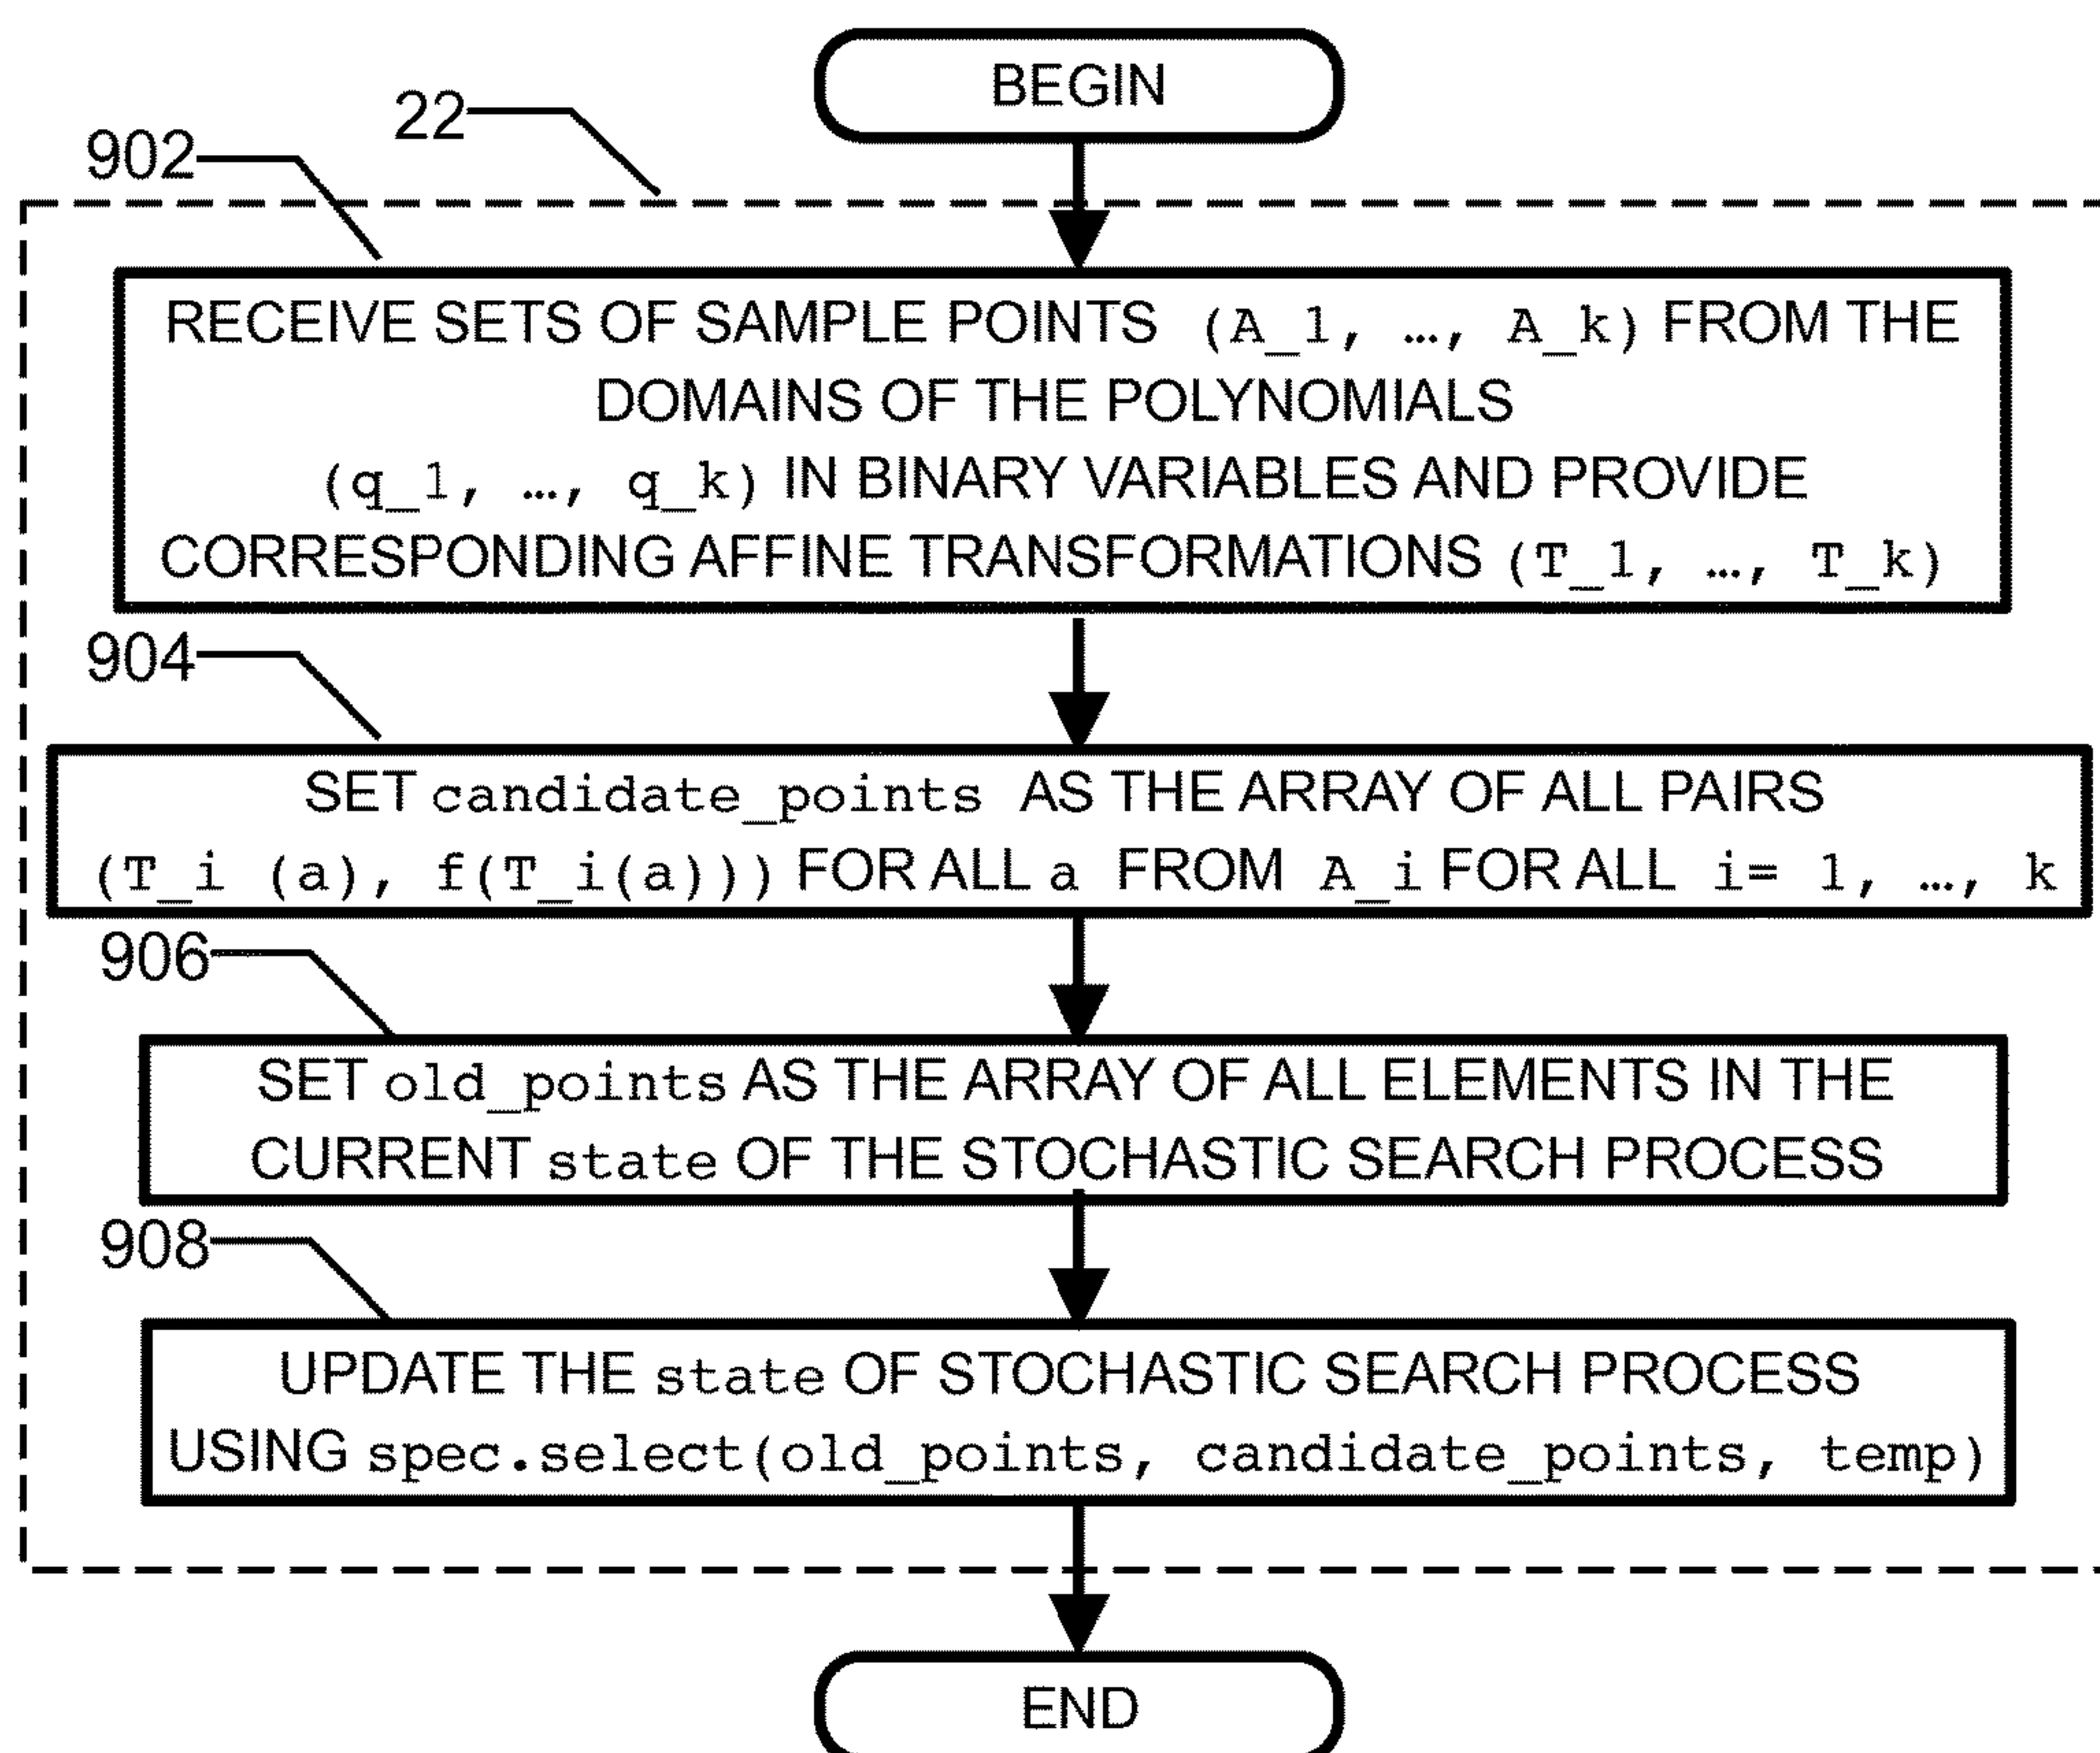 BEGIN
22
902
RECEIVE SETS OF SAMPLE POINTS (A_1, …, A_k) FROM THE
DOMAINS OF THE POLYNOMIALS
(q_1, …, q_k) IN BINARY VARIABLES AND PROVIDE
CORRESPONDING AFFINE TRANSFORMATIONS (T_1, …, T_k)
904
SET candidate_points AS THE ARRAY OF ALL PAIRS
(T_i (a), f(T_i(a))) FOR ALL a FROM A_i FOR ALL i= 1, …, k
906
SET old_points AS THE ARRAY OF ALL ELEMENTS IN THE
CURRENT state OF THE STOCHASTIC SEARCH PROCESS
908
UPDATE THE state OF STOCHASTIC SEARCH PROCESS
USING spec.select(old_points, candidate_points, temp)
END